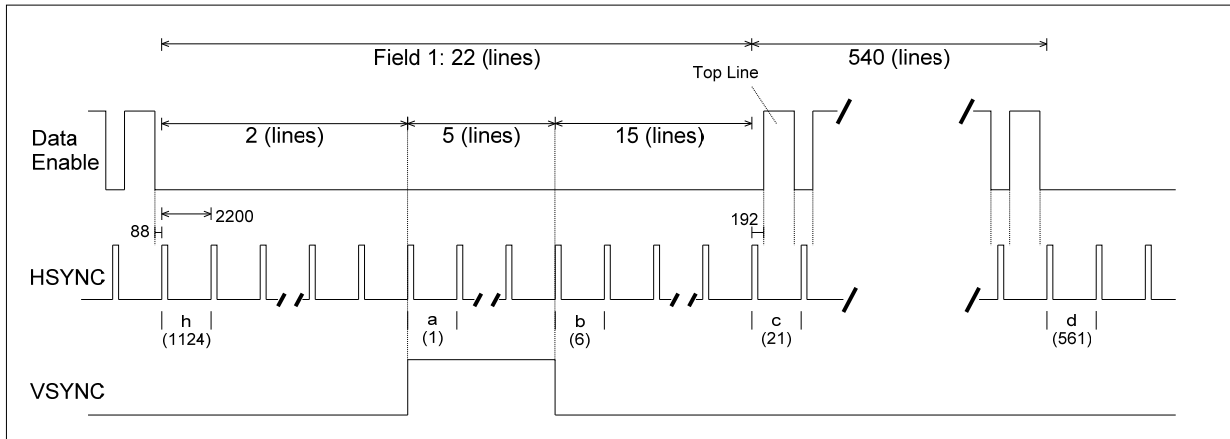 Field 1: 22 (lines)
540 (lines)
Top Line
Data
Enable
2 (lines)
5 (lines)
15 (lines)
88
2200
192
HSYNC
h
(1124)
a
(1)
b
(6)
c
(21)
d
(561)
VSYNC